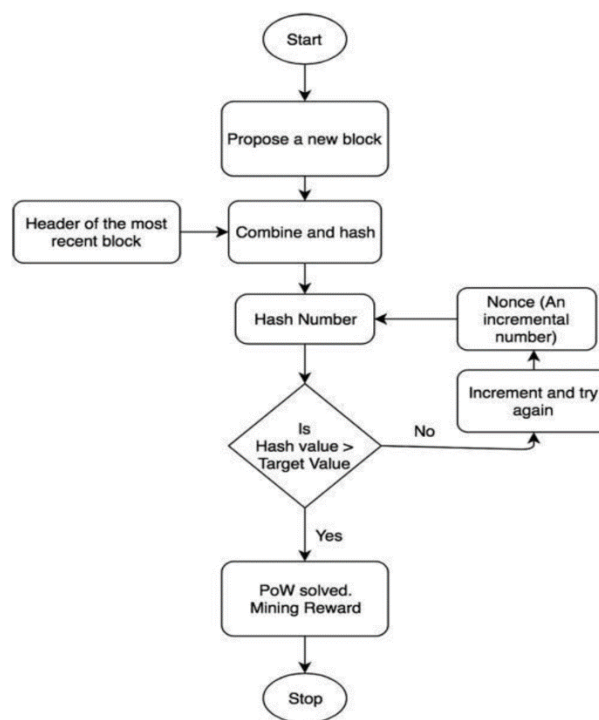 Start
Propose a new block
Header of the most
recent block
Combine and hash
Hash Number
Nonce (An
incremental
number)
Increment and try
again
Is
Hash value >
Target Value
No
Yes
PoW solved.
Mining Reward
Stop